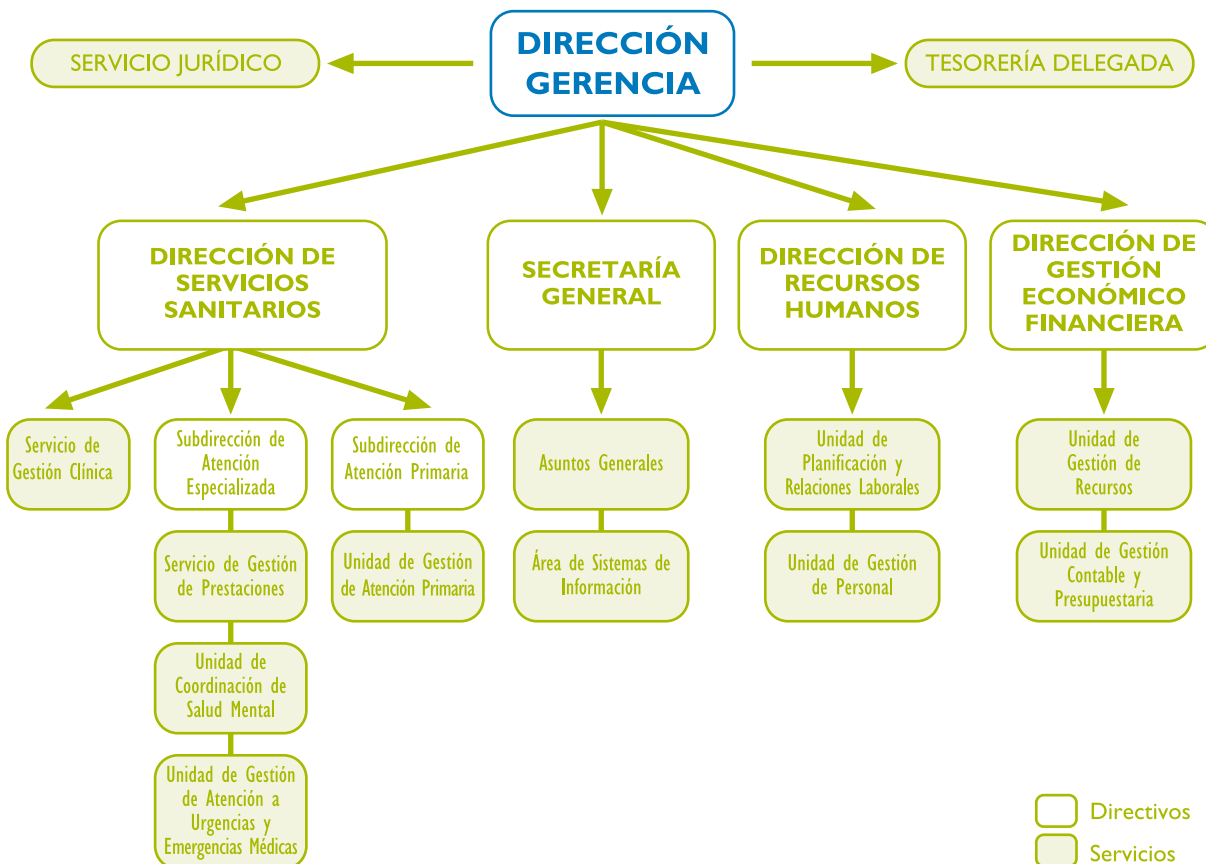 DIRECCIÓN
GERENCIA
SERVICIO JURÍDICO
TESORERÍA DELEGADA
DIRECCIÓN DE
SERVICIOS
SANITARIOS
SECRETARÍA
GENERAL
DIRECCIÓN DE
RECURSOS
HUMANOS
DIRECCIÓN DE
GESTIÓN
ECONÓMICO
FINANCIERA
Servicio de
Gestión Clínica
Subdirección de
Atención
Especializada
Subdirección de
Atención Primaria
Asuntos Generales
Unidad de
Planificación y
Relaciones Laborales
Unidad de
Gestión de
Recursos
Servicio de Gestión
de Prestaciones
Unidad de Gestión
de Atención Primaria
Área de Sistemas de
Información
Unidad de Gestión
de Personal
Unidad de Gestión
Contable y
Presupuestaria
Unidad de
Coordinación de
Salud Mental
Unidad de Gestión
de Atención a
Urgencias y
Emergencias Médicas
Directivos
Servicios